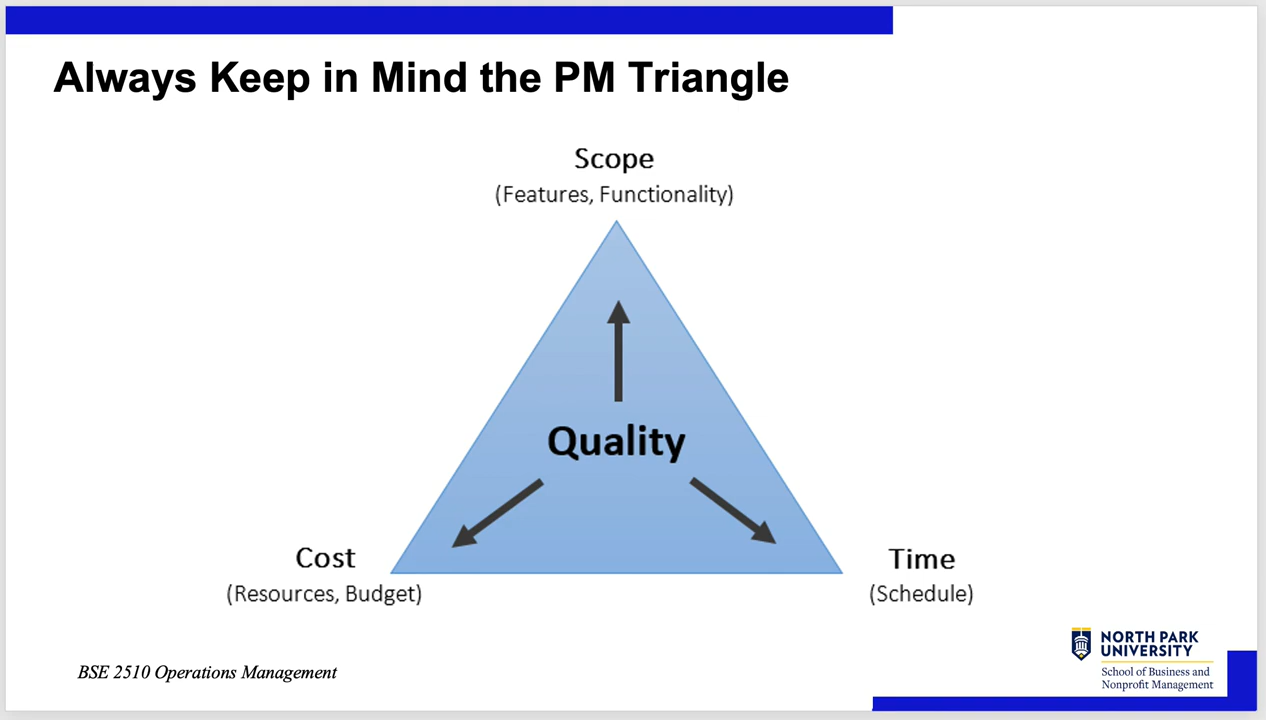 Always Keep in Mind the PM Triangle
Scope
(Features, Functionality)
Quality
Cost
(Resources, Budget)
Time
(Schedule)
BSE 2510 Operations Management
NORTH PARK
UNIVERSITY
School of Business and
Nonprofit Management